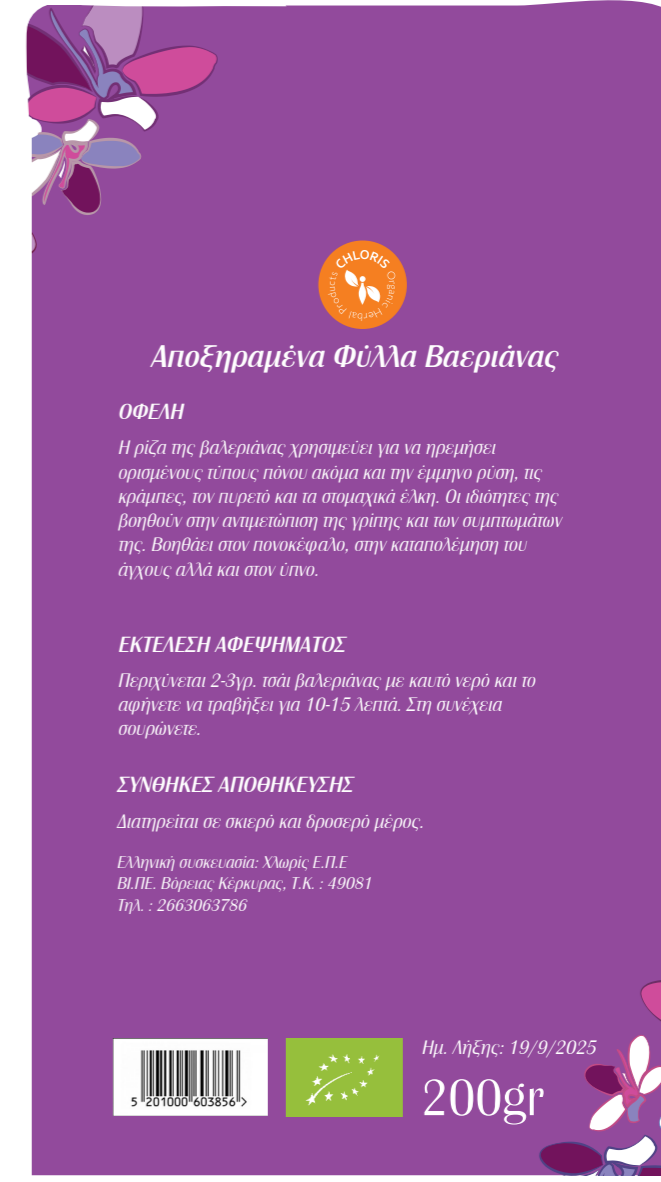 CHLORIS
Organic Herbal Products
Αποξηραμένα Φύλλα Βαεριάνας
ΟΦΕΛΗ
Η ρίζα της βαλεριάνας χρησιμεύει για να ηρεμήσει
ορισμένους τύπους πόνου ακόμα και την έμμηνο ρύση, τις
κράμπες, τον πυρετό και τα στομαχικά έλκη. Οι ιδιότητες της
βοηθούν στην αντιμετώπιση της γρίπης και των συμπτωμάτων
της. Βοηθάει στον πονοκέφαλο, στην καταπολέμηση του
άγχους αλλά και στον ύπνο.
ΕΚΤΕΛΕΣΗ ΑΦΕΨΗΜΑΤΟΣ
Περιχύνεται 2-3γρ. τσάι βαλεριάνας με καυτό νερό και το
αφήνετε να τραβήξει για 10-15 λεπτά. Στη συνέχεια
σουρώνετε.
ΣΥΝΘΗΚΕΣ ΑΠΟΘΗΚΕΥΣΗΣ
Διατηρείται σε σκιερό και δροσερό μέρος.
Ελληνική συσκευασία: Χλωρίς Ε.Π.Ε
ΒΙ.ΠΕ. Βόρειας Κέρκυρας, Τ.Κ. : 49081
Τηλ. : 2663063786
Ημ. Λήξης: 19/9/2025
200gr
5 201000 603856 >